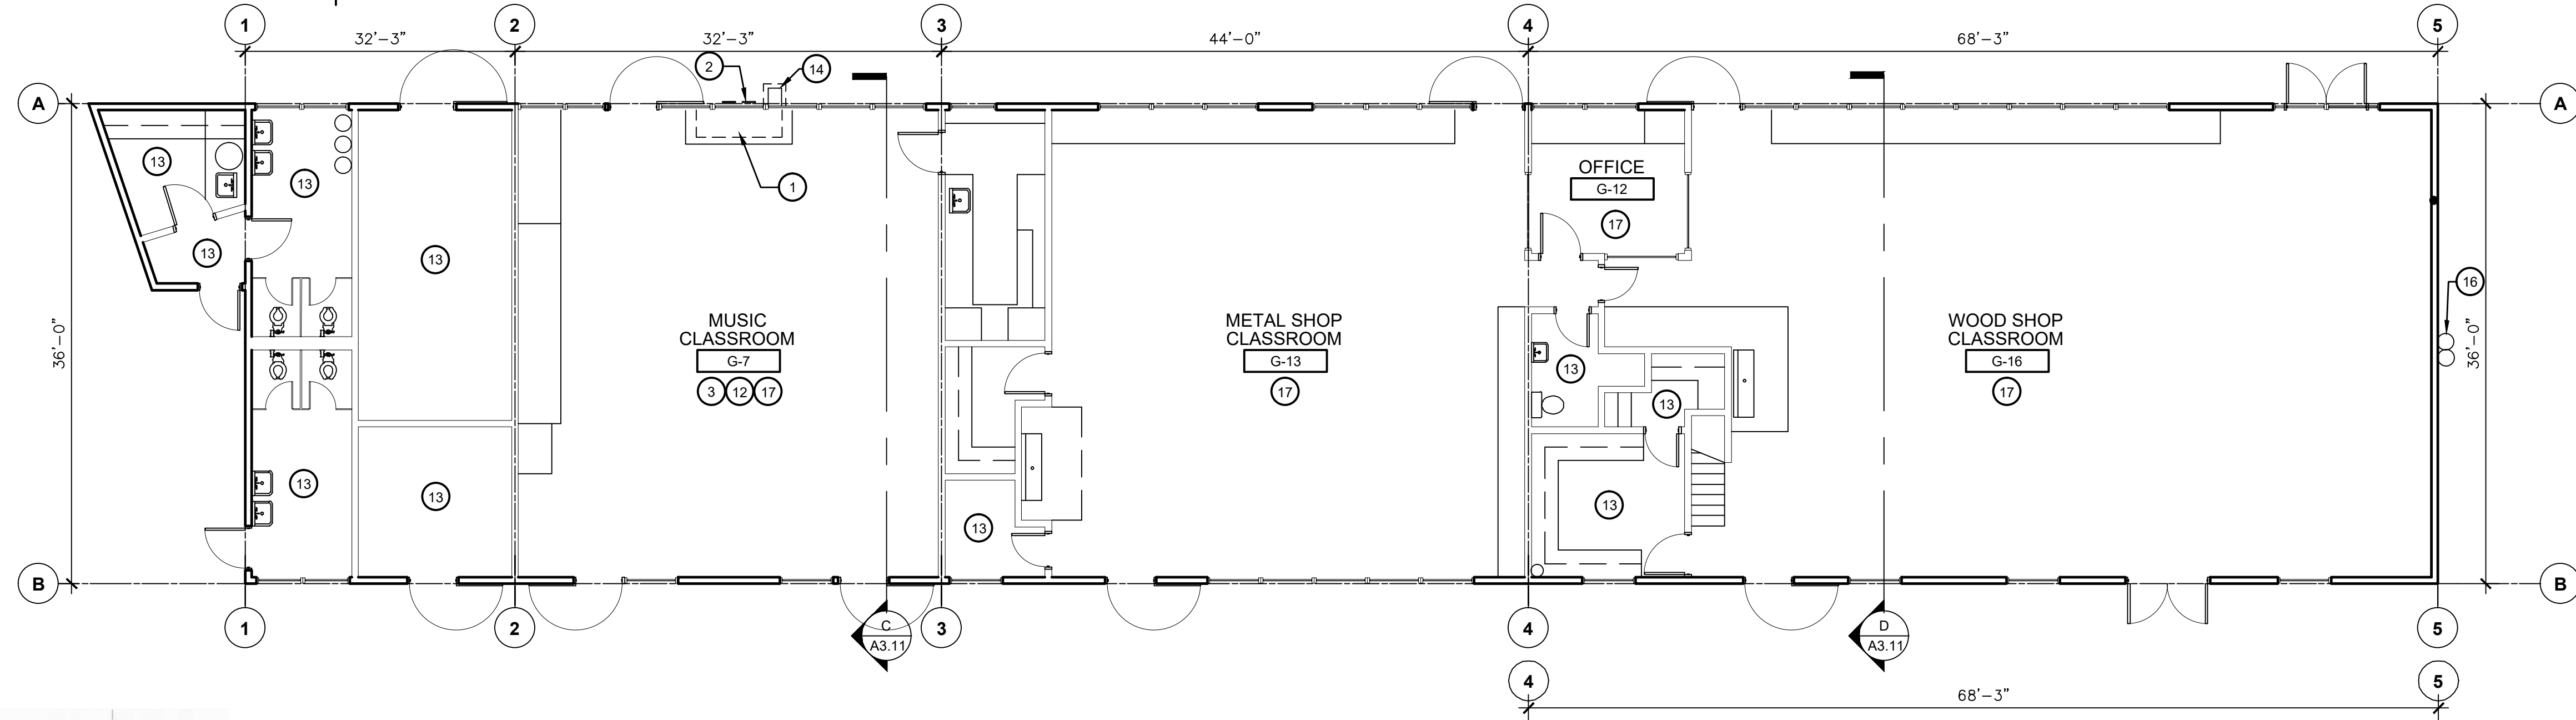 1
2
3
4
5
32'-3"
32'-3"
44'-0"
68'-3"
2
14
A
A
13
13
1
OFFICE
G-12
17
13
13
16
MUSIC
CLASSROOM
G-7
3 12 17
METAL SHOP
CLASSROOM
G-13
17
WOOD SHOP
CLASSROOM
G-16
17
36'-0"
36'-0"
13
13
13
13
13
13
B
B
1
2
C
A3.11
3
4
D
A3.11
5
4
5
68'-3"